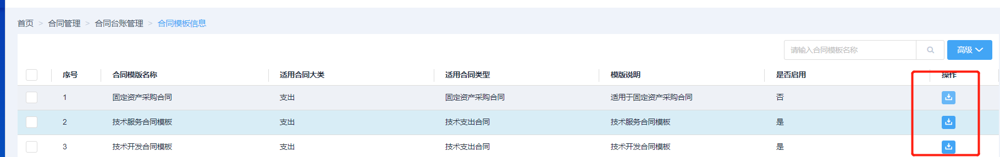 首页 > 合同管理 > 合同台账管理 > 合同模板信息
请输入合同模板名称 高级
序号 合同模版名称 适用合同大类 适用合同类型 模版说明 是否启用 操作
1 固定资产采购合同 支出 固定资产采购合同 适用于固定资产采购合同 否
2 技术服务合同模板 支出 技术支出合同 技术服务合同模板 是
3 技术开发合同模板 支出 技术支出合同 技术开发合同模板 是